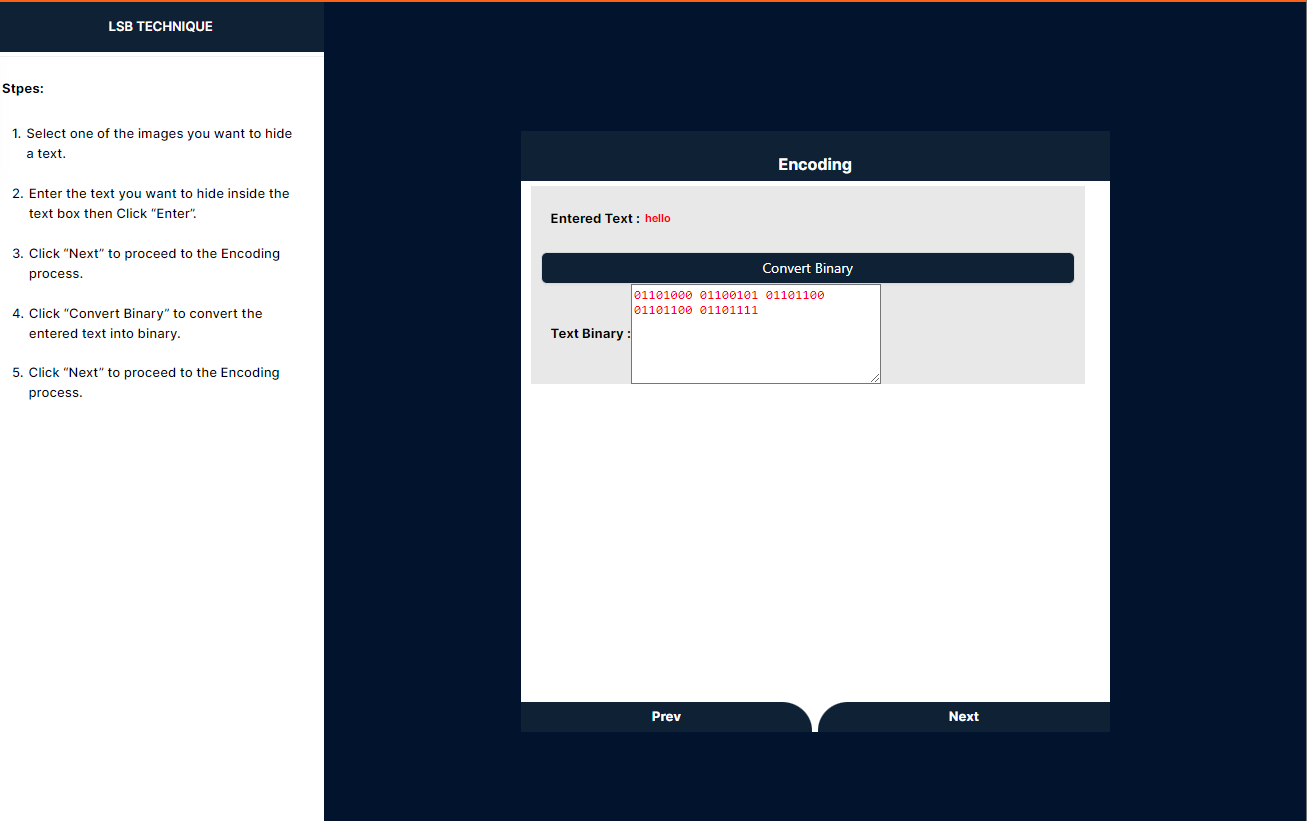 LSB TECHNIQUE
Stpes:
1. Select one of the images you want to hide
a text.
2. Enter the text you want to hide inside the
text box then Click “Enter”.
3. Click “Next” to proceed to the Encoding
process.
4. Click “Convert Binary” to convert the
entered text into binary.
5. Click “Next” to proceed to the Encoding
process.
Encoding
Entered Text : hello
Convert Binary
Text Binary :
01101000 01100101 01101100
01101100 01101111
Prev
Next